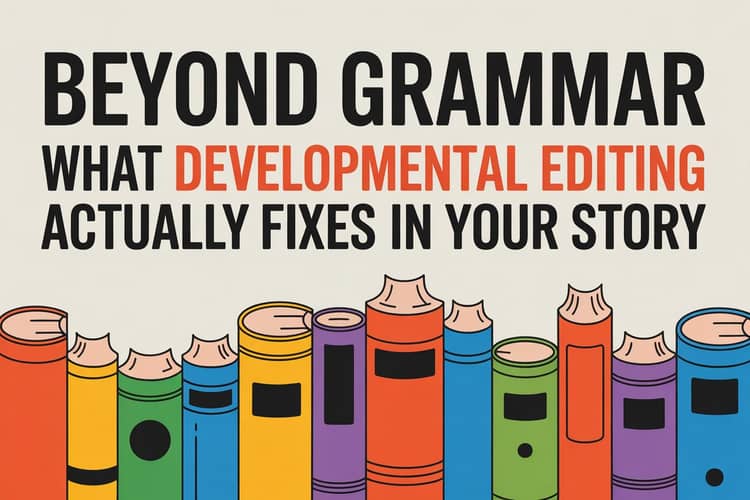 BEYOND GRAMMAR
WHAT DEVELOPMENTAL EDITING
ACTUALLY FIXES IN YOUR STORY